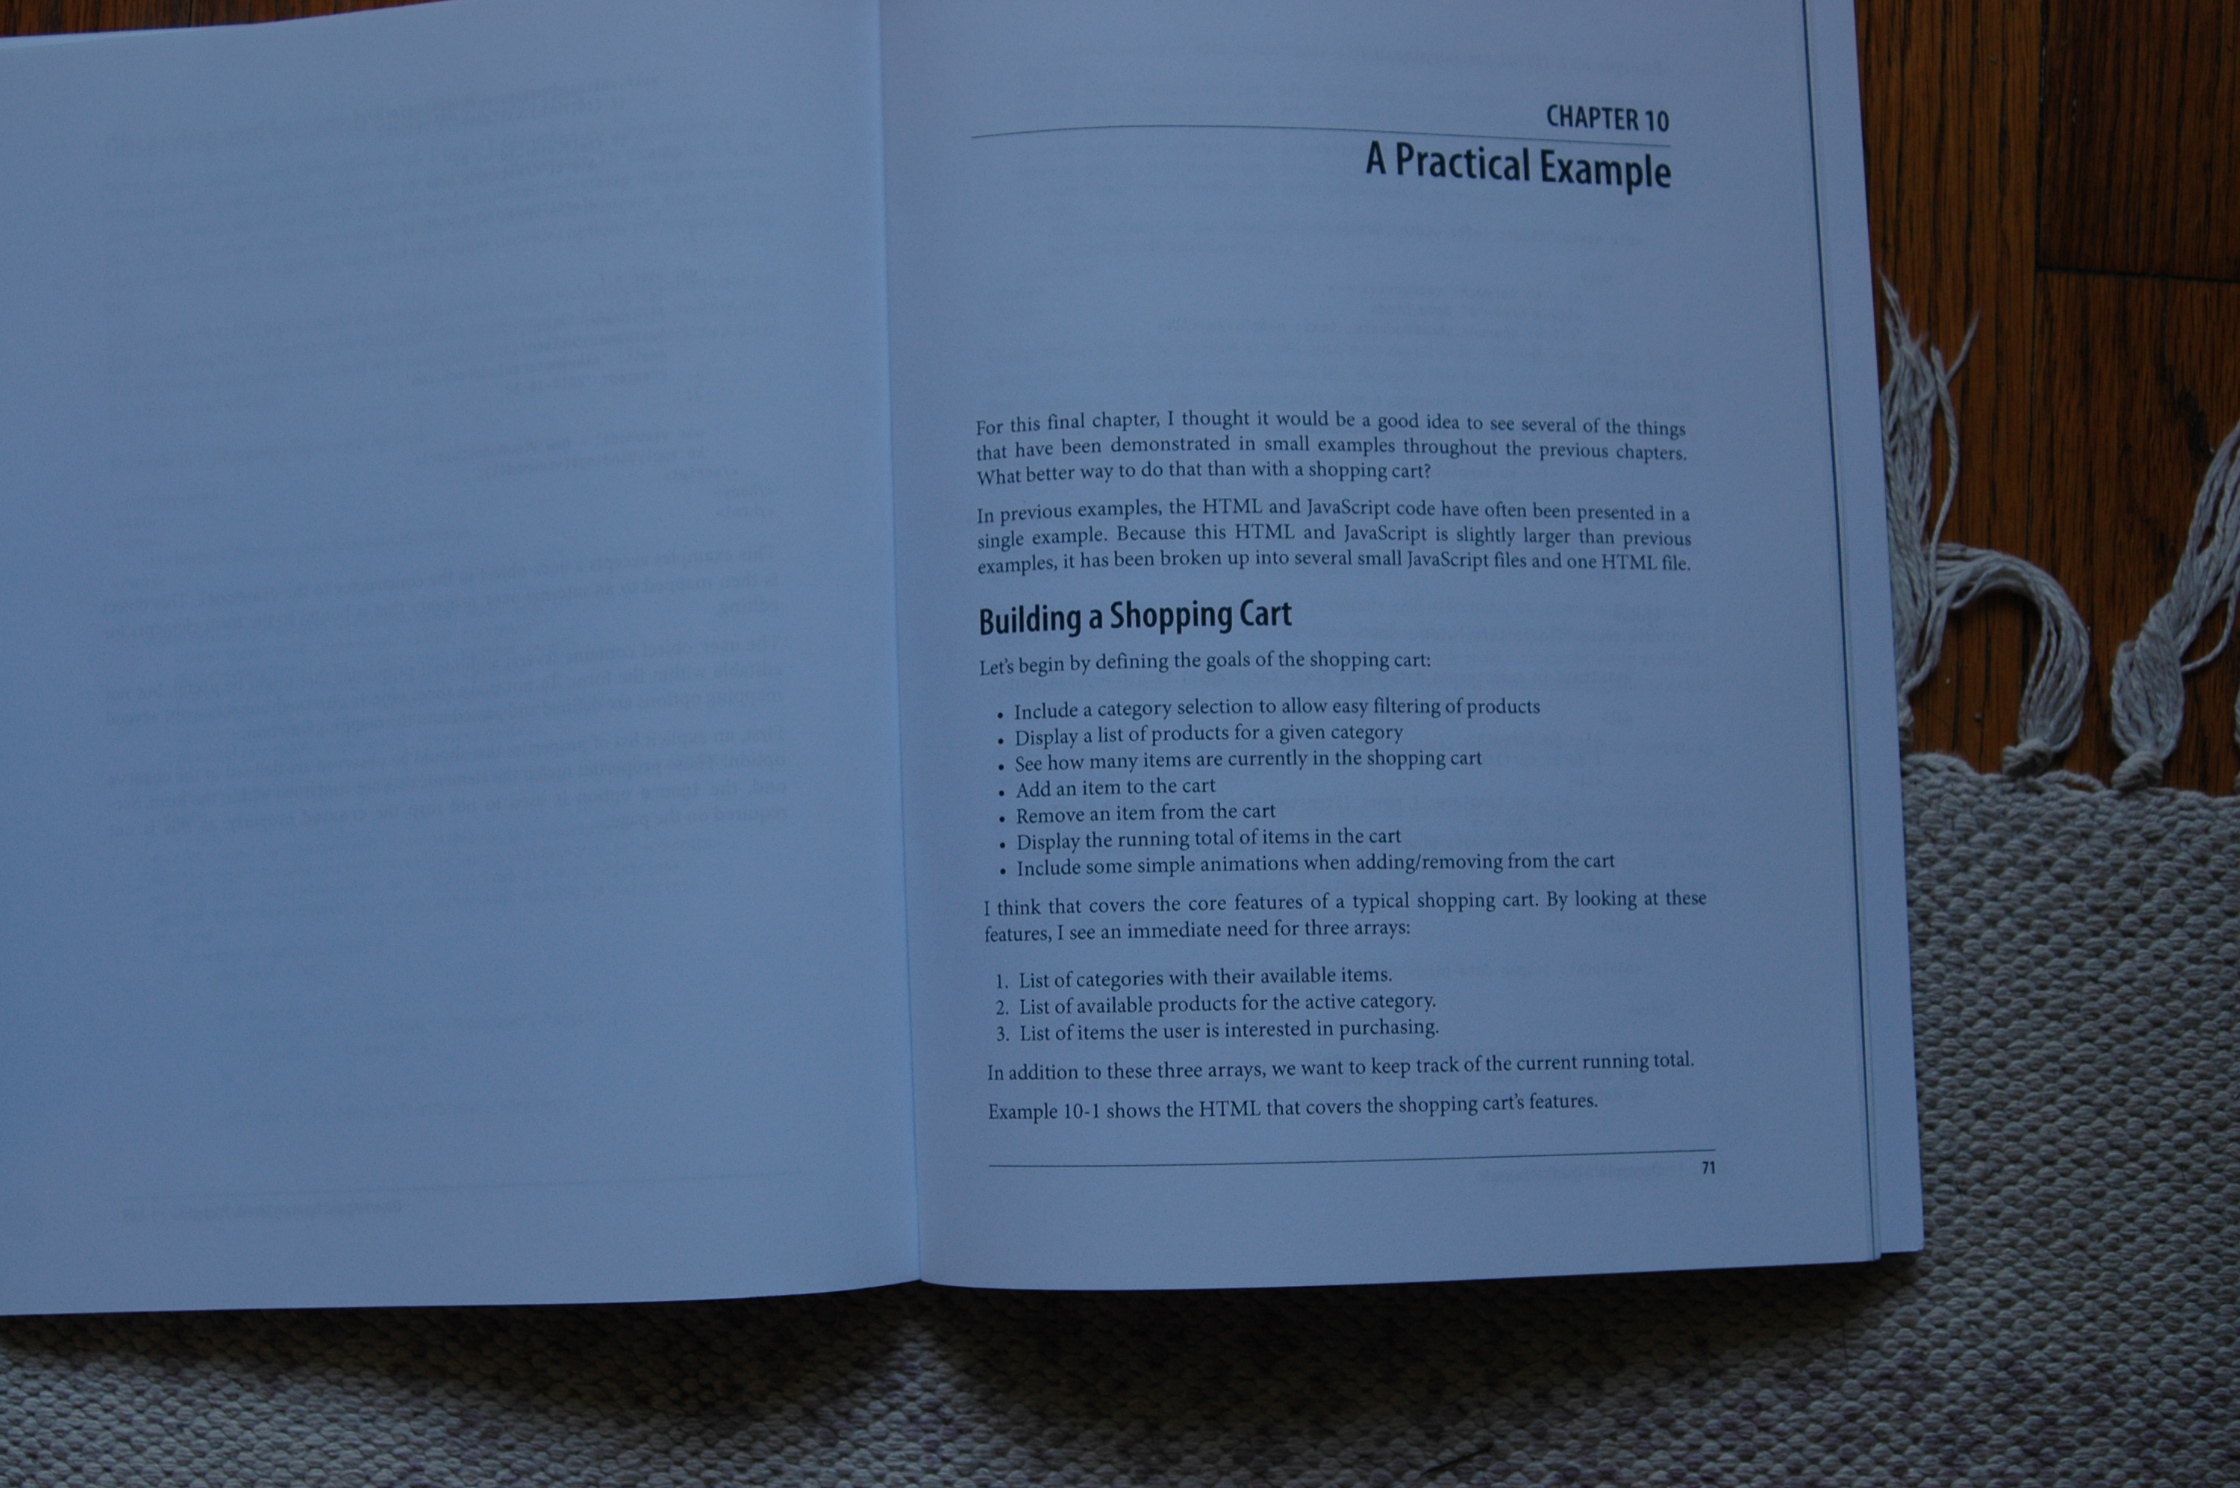 CHAPTER 10
A Practical Example
For this final chapter, I thought it would be a good idea to see several of the things
that have been demonstrated in small examples throughout the previous chapters.
What better way to do that than with a shopping cart?
In previous examples, the HTML and JavaScript code have often been presented in a
single example. Because this HTML and JavaScript is slightly larger than previous
examples, it has been broken up into several small JavaScript files and one HTML file.
Building a Shopping Cart
Let's begin by defining the goals of the shopping cart:
• Include a category selection to allow easy filtering of products
• Display a list of products for a given category
• See how many items are currently in the shopping cart
• Add an item to the cart
• Remove an item from the cart
• Display the running total of items in the cart
• Include some simple animations when adding/removing from the cart
I think that covers the core features of a typical shopping cart. By looking at these
features, I see an immediate need for three arrays:
1. List of categories with their available items.
2. List of available products for the active category.
3. List of items the user is interested in purchasing.
In addition to these three arrays, we want to keep track of the current running total.
Example 10-1 shows the HTML that covers the shopping cart's features.
71